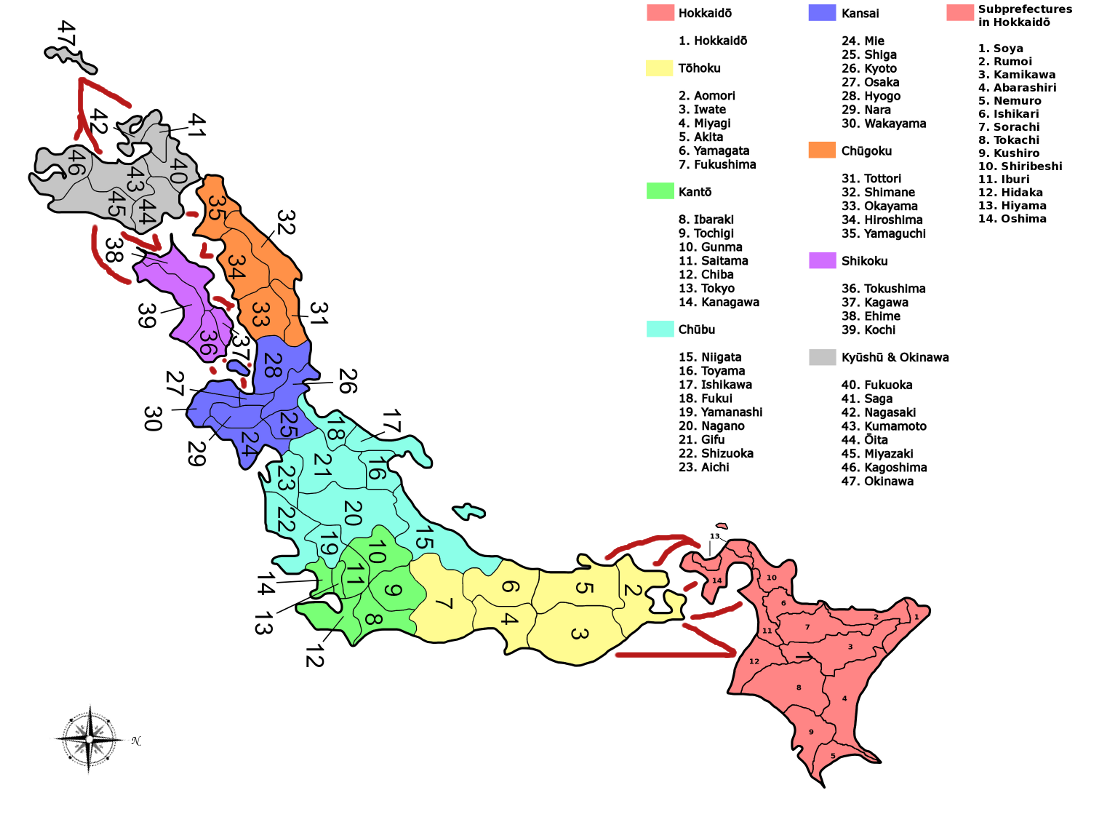 Hokkaidō
1. Hokkaidō
Tōhoku
2. Aomori
3. Iwate
4. Miyagi
5. Akita
6. Yamagata
7. Fukushima
Kantō
8. Ibaraki
9. Tochigi
10. Gunma
11. Saitama
12. Chiba
13. Tokyo
14. Kanagawa
Chūbu
15. Niigata
16. Toyama
17. Ishikawa
18. Fukui
19. Yamanashi
20. Nagano
21. Gifu
22. Shizuoka
23. Aichi
Kansai
24. Mie
25. Shiga
26. Kyoto
27. Osaka
28. Hyogo
29. Nara
30. Wakayama
Chūgoku
31. Tottori
32. Shimane
33. Okayama
34. Hiroshima
35. Yamaguchi
Shikoku
36. Tokushima
37. Kagawa
38. Ehime
39. Kochi
Kyūshū & Okinawa
40. Fukuoka
41. Saga
42. Nagasaki
43. Kumamoto
44. Ōita
45. Miyazaki
46. Kagoshima
47. Okinawa
Subprefectures
in Hokkaidō
1. Soya
2. Rumoi
3. Kamikawa
4. Abarashiri
5. Nemuro
6. Ishikari
7. Sorachi
8. Tokachi
9. Kushiro
10. Shiribeshi
11. Iburi
12. Hidaka
13. Hiyama
14. Oshima
47
42
41
46
43
40
45
44
35
32
38
34
39
33
31
36
37
28
27
26
30
25
29
24
18
17
23
21
16
22
20
19
15
14
10
11
9
13
8
12
7
6
5
2
4
3
13
14
10
6
11
7
2
1
3
1
12
8
4
9
5
N